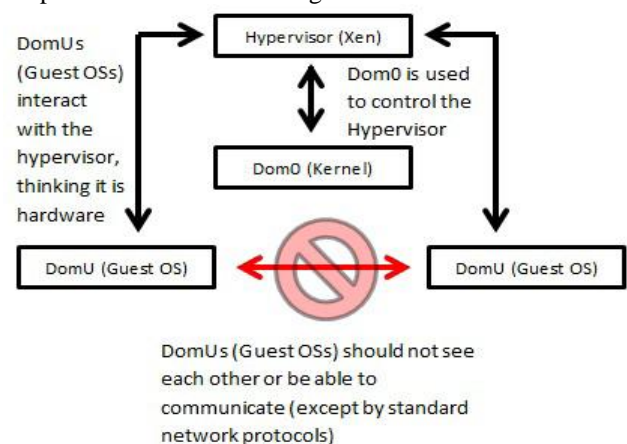 DomUs
(Guest OSs)
interact
with the
hypervisor,
thinking it is
hardware
Hypervisor (Xen)
Dom0 is used
to control the
Hypervisor
Dom0 (Kernel)
DomU (Guest OS)
DomU (Guest OS)
DomUs (Guest OSs) should not see
each other or be able to
communicate (except by standard
network protocols)